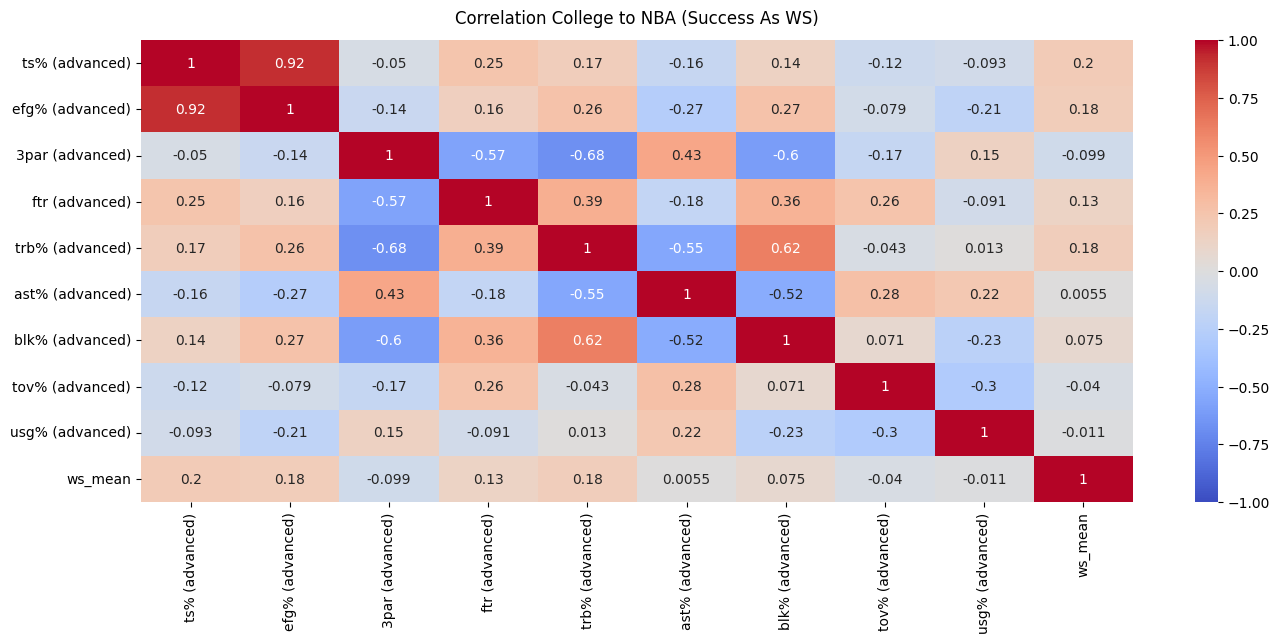 Correlation College to NBA (Success As WS)
ts% (advanced) 1 0.92 -0.05 0.25 0.17 -0.16 0.14 -0.12 -0.093 0.2
efg% (advanced) 0.92 1 -0.14 0.16 0.26 -0.27 0.27 -0.079 -0.21 0.18
3par (advanced) -0.05 -0.14 1 -0.57 -0.68 0.43 -0.6 -0.17 0.15 -0.099
ftr (advanced) 0.25 0.16 -0.57 1 0.39 -0.18 0.36 0.26 -0.091 0.13
trb% (advanced) 0.17 0.26 -0.68 0.39 1 -0.55 0.62 -0.043 0.013 0.18
ast% (advanced) -0.16 -0.27 0.43 -0.18 -0.55 1 -0.52 0.28 0.22 0.0055
blk% (advanced) 0.14 0.27 -0.6 0.36 0.62 -0.52 1 0.071 -0.23 0.075
tov% (advanced) -0.12 -0.079 -0.17 0.26 -0.043 0.28 0.071 1 -0.3 -0.04
usg% (advanced) -0.093 -0.21 0.15 -0.091 0.013 0.22 -0.23 -0.3 1 -0.011
ws_mean 0.2 0.18 -0.099 0.13 0.18 0.0055 0.075 -0.04 -0.011 1
ts% (advanced)
efg% (advanced)
3par (advanced)
ftr (advanced)
trb% (advanced)
ast% (advanced)
blk% (advanced)
tov% (advanced)
usg% (advanced)
ws_mean
1.00
0.75
0.50
0.25
0.00
−0.25
−0.50
−0.75
−1.00